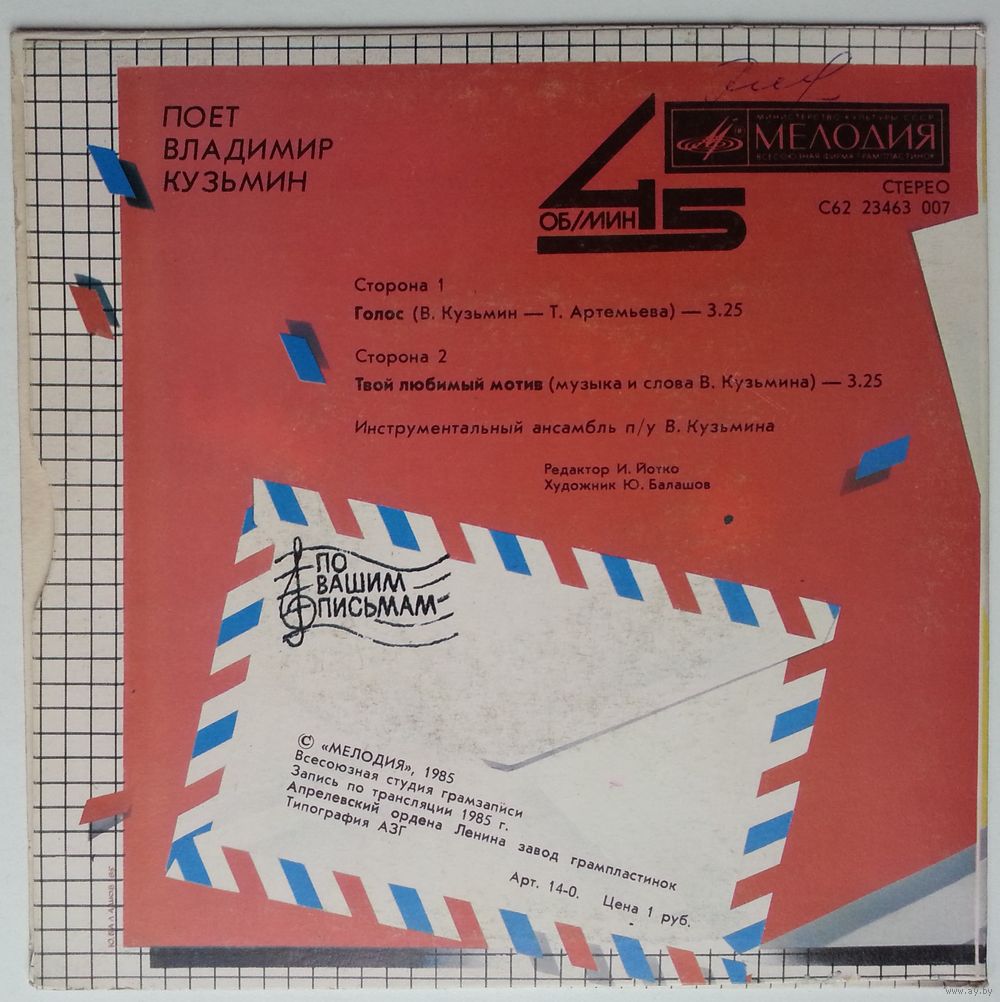 ПОЕТ
ВЛАДИМИР
КУЗЬМИН
МИНИСТЕРСТВО КУЛЬТУРЫ СССР
МЕЛОДИЯ
ВСЕСОЮЗНАЯ ФИРМА ГРАМПЛАСТИНОК
45
ОБ/МИН
СТЕРЕО
С62 23463 007
Сторона 1
Голос (В. Кузьмин — Т. Артемьева) — 3.25
Сторона 2
Твой любимый мотив (музыка и слова В. Кузьмина) — 3.25
Инструментальный ансамбль п/у В. Кузьмина
Редактор И. Йотко
Художник Ю. Балашов
ПО
ВАШИМ
ПИСЬМАМ
© «МЕЛОДИЯ», 1985
Всесоюзная студия грамзаписи
Запись по трансляции 1985 г.
Апрелевский ордена Ленина завод грампластинок
Типография АЗГ
Арт. 14-0. Цена 1 руб.
www.ay.by